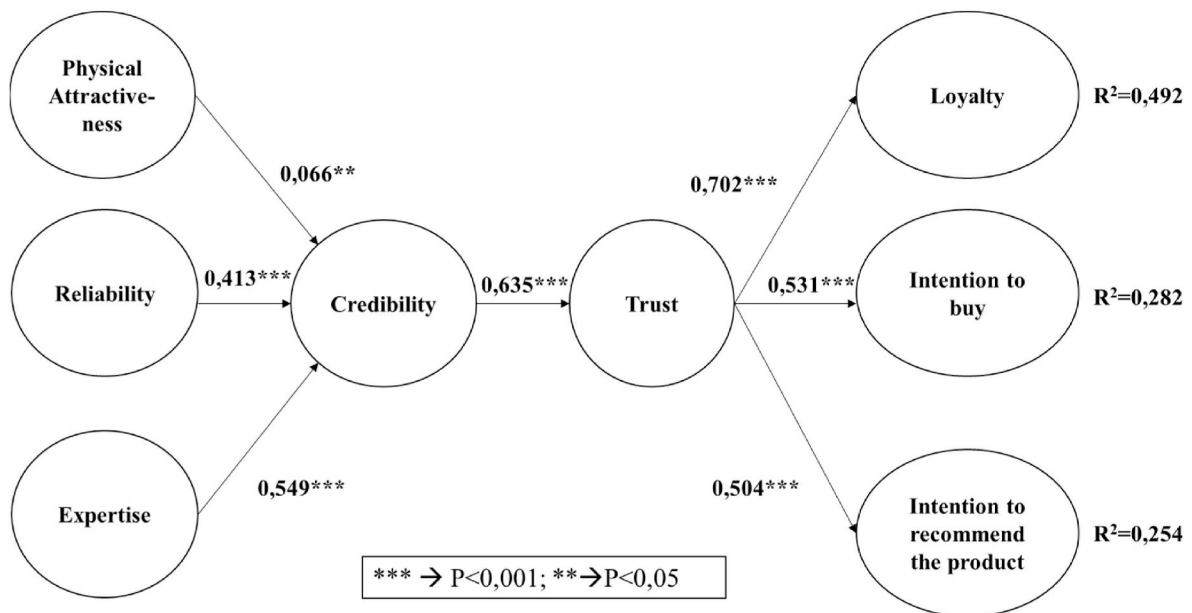 Physical
Attractive-
ness
Loyalty
R²=0,492
0,066**
0,702***
Reliability
0,413***
Credibility
0,635***
Trust
0,531***
Intention to
buy
R²=0,282
Expertise
0,549***
0,504***
Intention to
recommend
the product
R²=0,254
*** → P<0,001; **→P<0,05